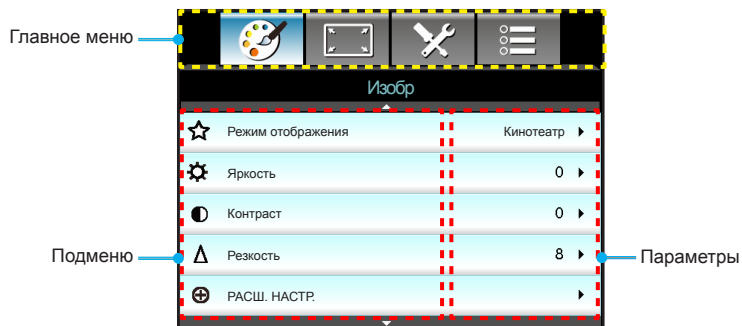 Главное меню
Изобр
Режим отображения Кинотеатр
Яркость 0
Контраст 0
Подменю Резкость 8 Параметры
РАСШ. НАСТР.